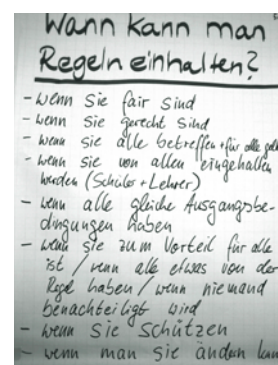 Wann kann man
Regeln einhalten?
- wenn sie fair sind
- wenn sie gerecht sind
- wenn sie alle betreffen + für alle
- wenn sie von allen eingehalten
werden (Schüler + Lehrer)
- wenn alle gleiche Ausgangsbe-
dingungen haben
- wenn sie zum Vorteil für alle
ist / wenn alle etwas von der
Regel haben / wenn niemand
benachteiligt wird
- wenn sie schützen
- wenn man sie ändern kann